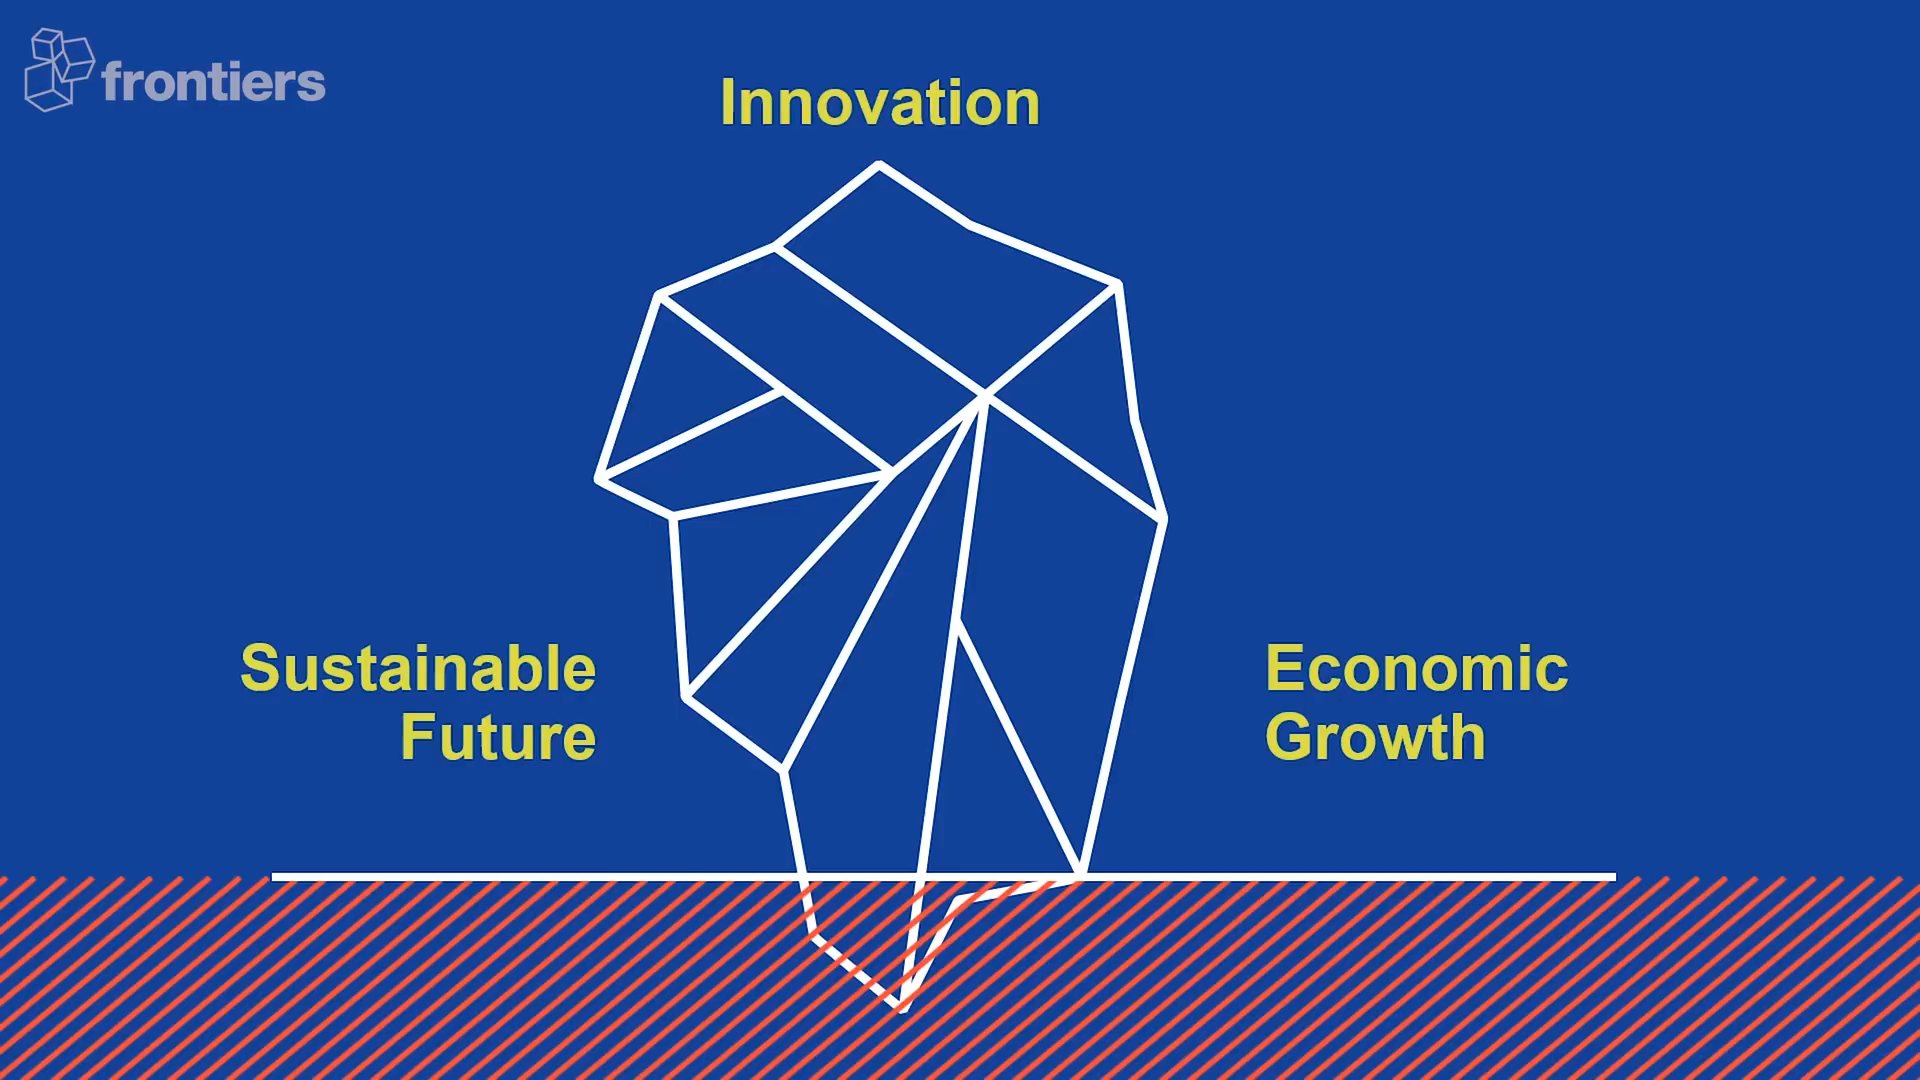 frontiers
Innovation
Sustainable
Future
Economic
Growth